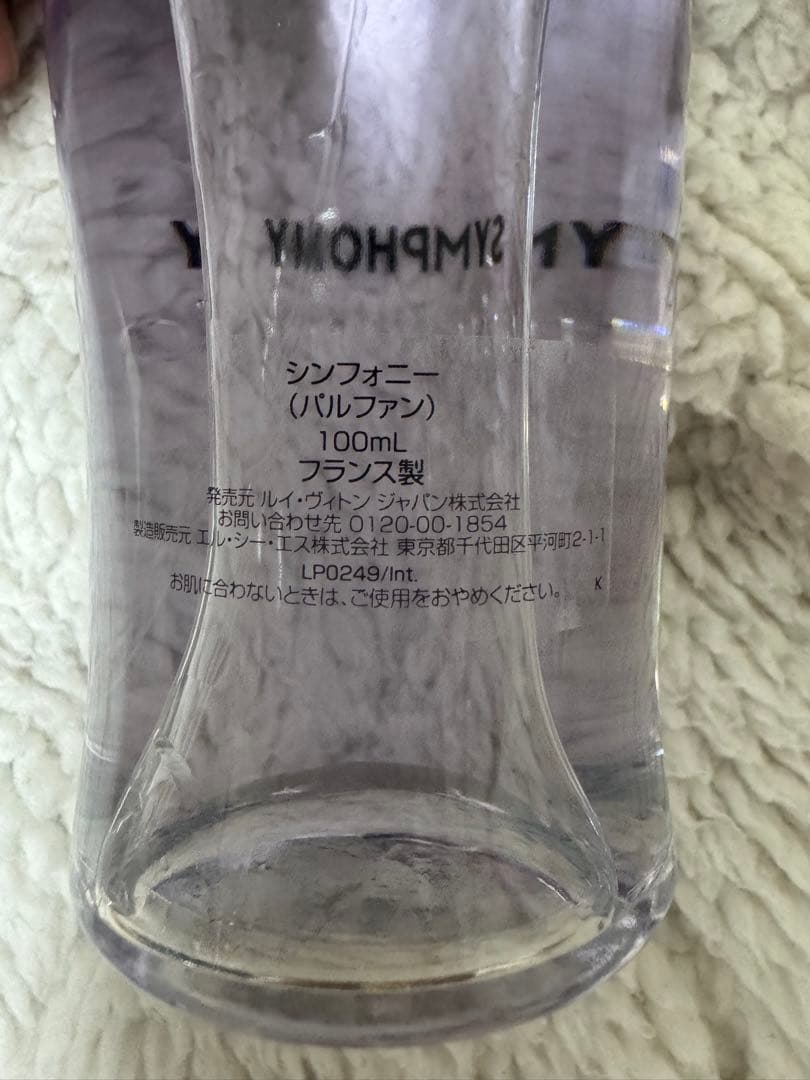 SYMPHONY
シンフォニー
（パルファン）
100mL
フランス製
発売元 ルイ・ヴィトン ジャパン株式会社
お問い合わせ先 0120-00-1854
製造販売元 エル・シー・エス株式会社 東京都千代田区平河町2-1-1
LP0249/Int.
お肌に合わないときは、ご使用をおやめください。 K